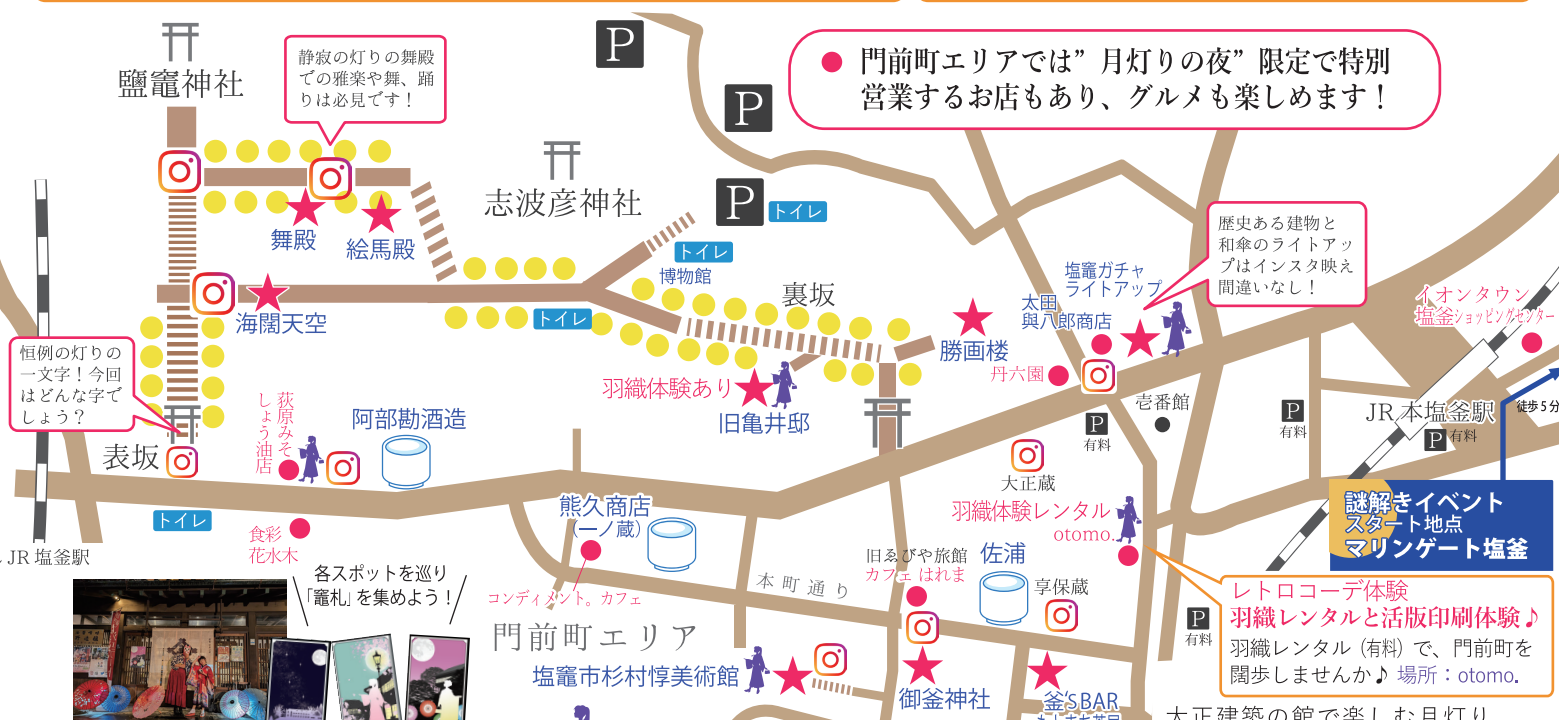 鹽竈神社
静寂の灯りの舞殿
での雅楽や舞、踊
りは必見です！
P
P
P
トイレ
● 門前町エリアでは”月灯りの夜”限定で特別
営業するお店もあり、グルメも楽しめます！
志波彦神社
舞殿
絵馬殿
トイレ
博物館
裏坂
海闊天空
トイレ
歴史ある建物と
和傘のライトアッ
プはインスタ映え
間違いなし！
塩竈ガチャ
ライトアップ
太田
與八郎商店
イオンタウン
塩釜ショッピングセンター
勝画楼
丹六園
恒例の灯りの
一文字！今回
はどんな字で
しょう？
羽織体験あり
旧亀井邸
荻原みそ
しょう油店
阿部勘酒造
表坂
壱番館
P
有料
P
有料
JR 本塩釜駅
P 有料
徒歩5分
大正蔵
トイレ
食彩
花水木
JR 塩釜駅
熊久商店
（一ノ蔵）
羽織体験レンタル
otomo.
謎解きイベント
スタート地点
マリンゲート塩釜
旧ゑびや旅館
カフェ はれま
佐浦
享保蔵
本町通り
コンディメント。カフェ
各スポットを巡り
「竈札」を集めよう！
門前町エリア
塩竈市杉村惇美術館
御釜神社
釜'SBAR
P
有料
レトロコーデ体験
羽織レンタルと活版印刷体験♪
羽織レンタル（有料）で、門前町を
闊歩しませんか♪ 場所：otomo.
大正建築の館で楽しむ月灯り